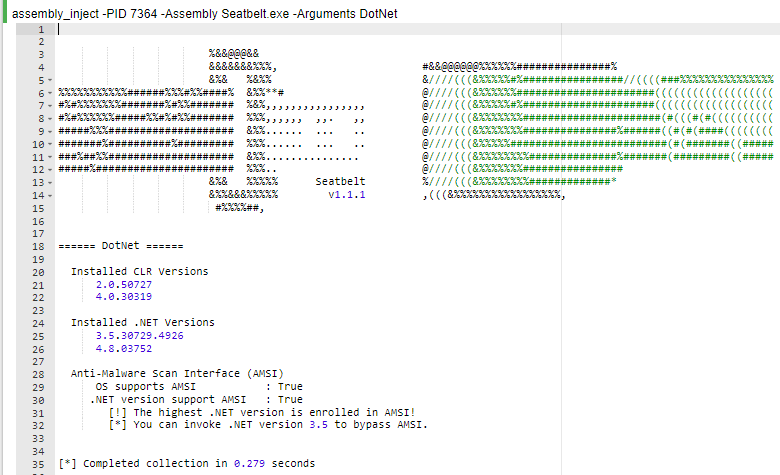 assembly_inject -PID 7364 -Assembly Seatbelt.exe -Arguments DotNet
1
2
3 %&&@@@&&
4 &&&&&&&%%%, #&&@@@@@@%%%%%%###############%
5 &%& %&%% &////(((&%%%%%#%################//((((###%%%%%%%%%%%%%%%
6 %%%%%%%%%%%######%%%#%%####% &%%**# @////(((&%%%%%%######################(((((((((((((((((((
7 #%#%%%%%%%#######%#%%####### %&%,,,,,,,,,,,,,,,, @////(((&%%%%%#%#####################(((((((((((((((((((
8 #%#%%%%%%#####%%#%#%%####### %%%,,,,,, ,,. ,, @////(((&%%%%%%%######################(#(((#(#((((((((((
9 #####%%%#################### &%%...... ... .. @////(((&%%%%%%%###############%######((#(#(####((((((((
10 #######%##########%######### %%%...... ... .. @////(((&%%%%%#########################(#(#######((#####
11 ###%##%%#################### &%%............... @////(((&%%%%%%%%##############%#######(#########((#####
12 #####%###################### %%%.. @////(((&%%%%%%%################
13 &%& %%%%% Seatbelt %////(((&%%%%%%%%#############*
14 &%%&&&%%%%% v1.1.1 ,(((&%%%%%%%%%%%%%%%%%,
15 #%%%%##,
16
17
18 ====== DotNet ======
19
20 Installed CLR Versions
21 2.0.50727
22 4.0.30319
23
24 Installed .NET Versions
25 3.5.30729.4926
26 4.8.03752
27
28 Anti-Malware Scan Interface (AMSI)
29 OS supports AMSI : True
30 .NET version support AMSI : True
31 [!] The highest .NET version is enrolled in AMSI!
32 [*] You can invoke .NET version 3.5 to bypass AMSI.
33
34
35 [*] Completed collection in 0.279 seconds
36